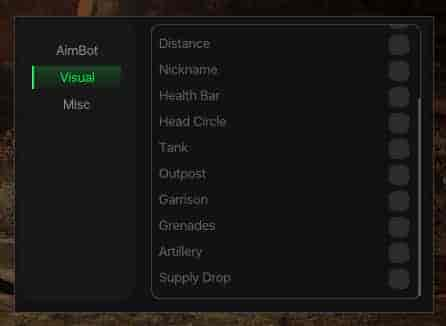 AimBot
Visual
Misc
Distance
Nickname
Health Bar
Head Circle
Tank
Outpost
Garrison
Grenades
Artillery
Supply Drop